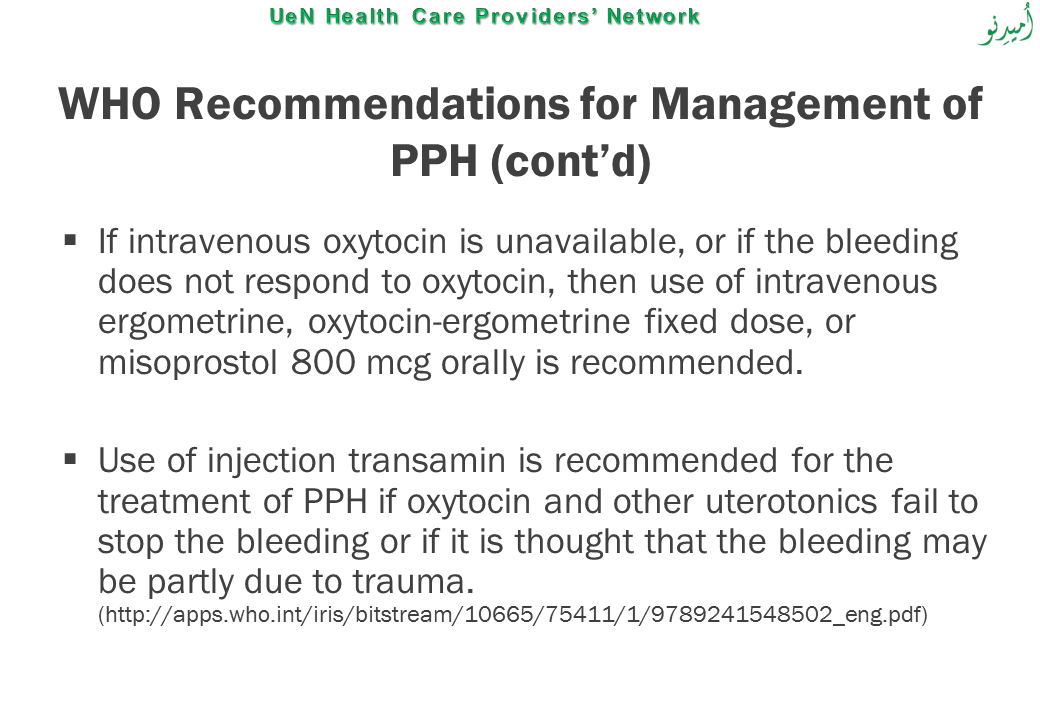 UeN Health Care Providers’ Network
أُميدِنو
WHO Recommendations for Management of
PPH (cont’d)
▪ If intravenous oxytocin is unavailable, or if the bleeding
does not respond to oxytocin, then use of intravenous
ergometrine, oxytocin-ergometrine fixed dose, or
misoprostol 800 mcg orally is recommended.
▪ Use of injection transamin is recommended for the
treatment of PPH if oxytocin and other uterotonics fail to
stop the bleeding or if it is thought that the bleeding may
be partly due to trauma.
(http://apps.who.int/iris/bitstream/10665/75411/1/9789241548502_eng.pdf)